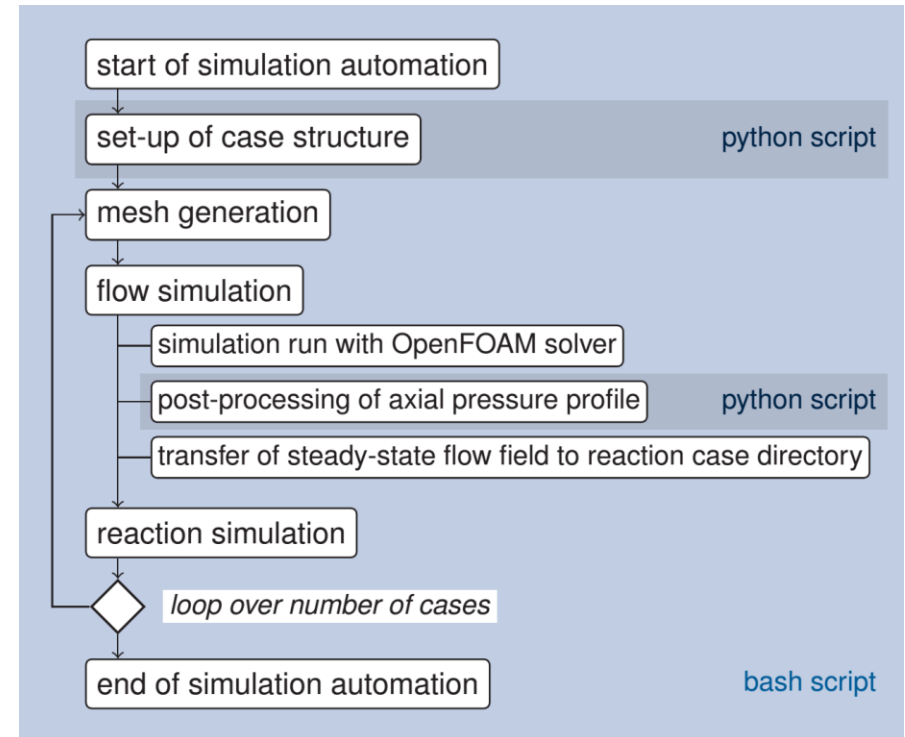 start of simulation automation
set-up of case structure
python script
mesh generation
flow simulation
simulation run with OpenFOAM solver
post-processing of axial pressure profile
python script
transfer of steady-state flow field to reaction case directory
reaction simulation
loop over number of cases
end of simulation automation
bash script